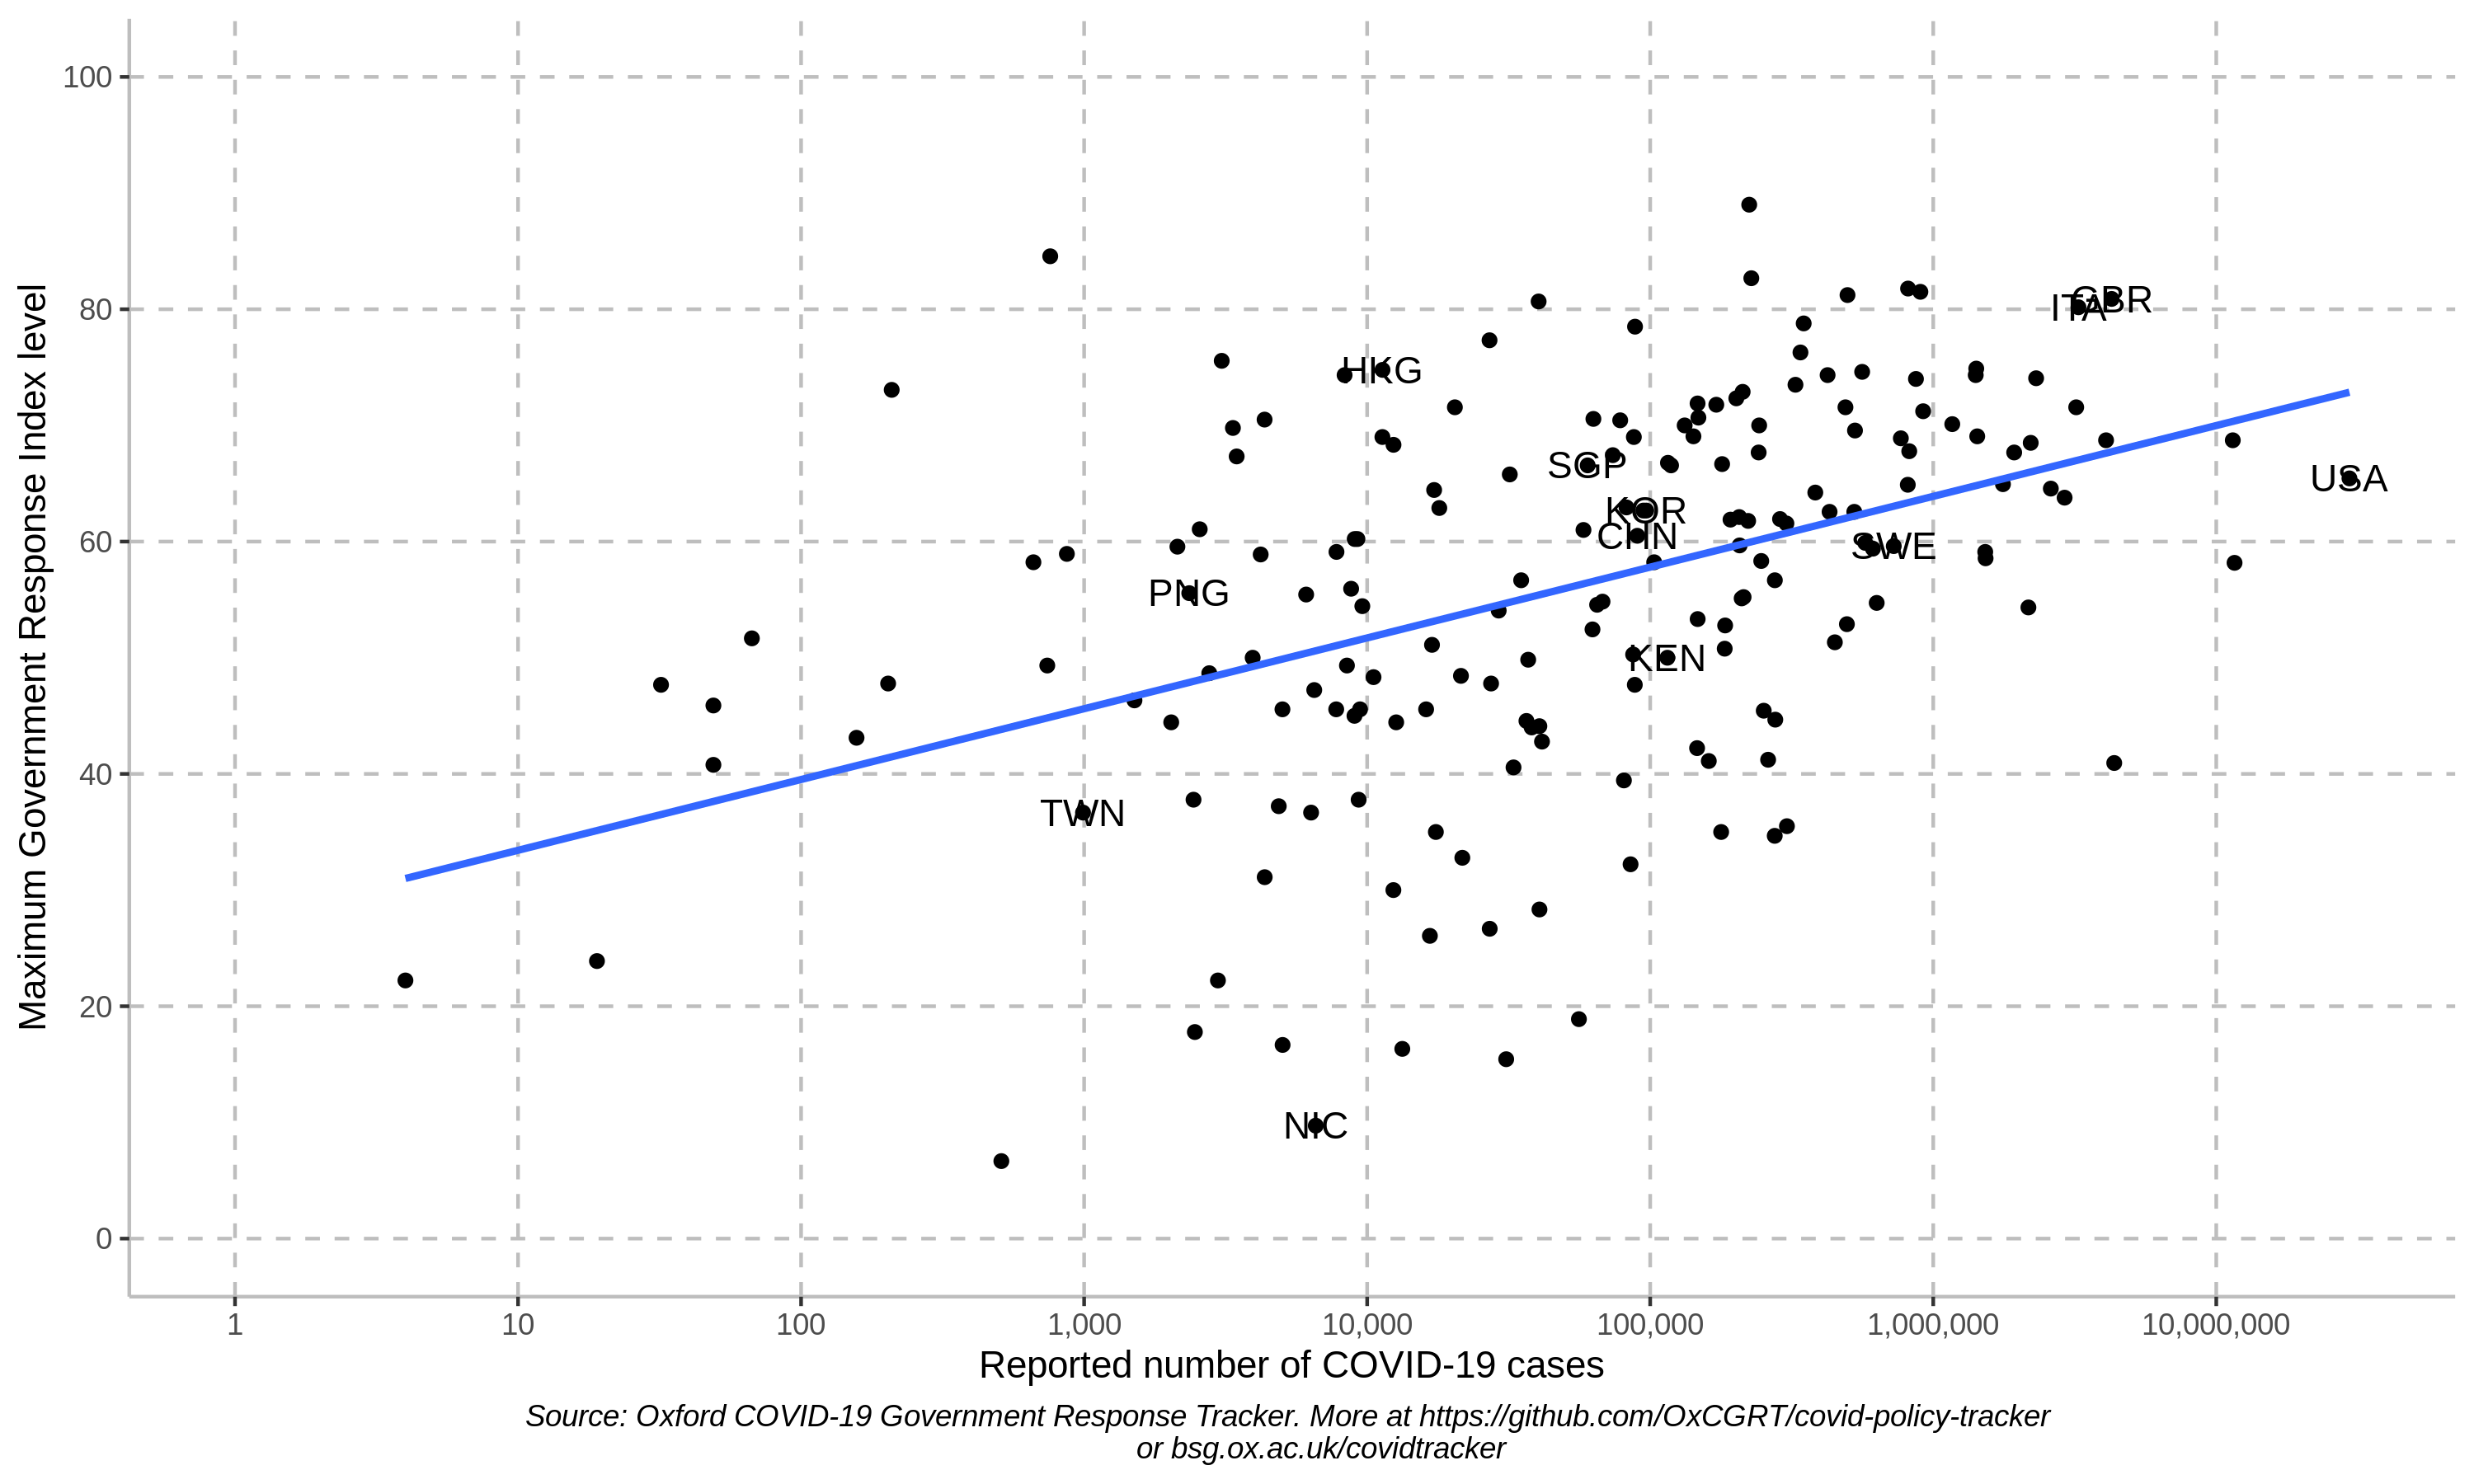 Maximum Government Response Index level
100
80
60
40
20
0
GBR
ITA
HKG
SGP
USA
KOR
CHN
SWE
PNG
KEN
TWN
NIC
1
10
100
1,000
10,000
100,000
1,000,000
10,000,000
Reported number of COVID-19 cases
Source: Oxford COVID-19 Government Response Tracker. More at https://github.com/OxCGRT/covid-policy-tracker
or bsg.ox.ac.uk/covidtracker